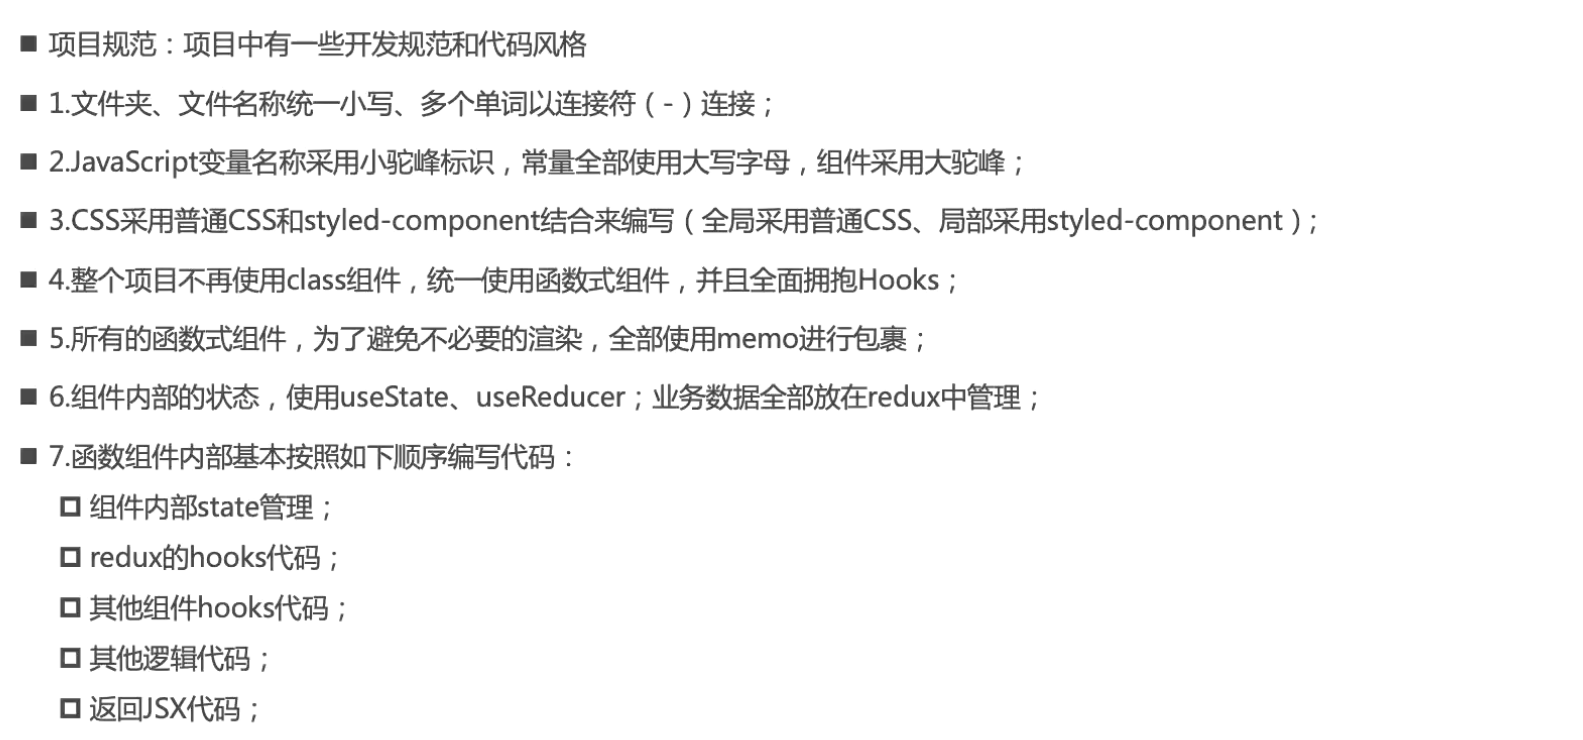 ■ 项目规范：项目中有一些开发规范和代码风格
■ 1.文件夹、文件名称统一小写、多个单词以连接符（-）连接；
■ 2.JavaScript变量名称采用小驼峰标识，常量全部使用大写字母，组件采用大驼峰；
■ 3.CSS采用普通CSS和styled-component结合来编写（全局采用普通CSS、局部采用styled-component）；
■ 4.整个项目不再使用class组件，统一使用函数式组件，并且全面拥抱Hooks；
■ 5.所有的函数式组件，为了避免不必要的渲染，全部使用memo进行包裹；
■ 6.组件内部的状态，使用useState、useReducer；业务数据全部放在redux中管理；
■ 7.函数组件内部基本按照如下顺序编写代码：
组件内部state管理；
redux的hooks代码；
其他组件hooks代码；
其他逻辑代码；
返回JSX代码；